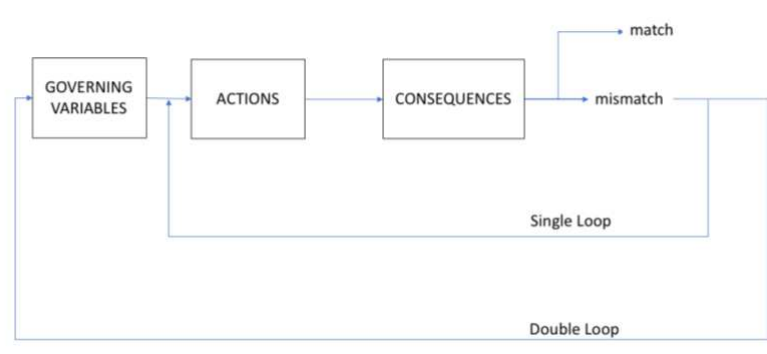 match
GOVERNING
VARIABLES
ACTIONS
CONSEQUENCES
mismatch
Single Loop
Double Loop